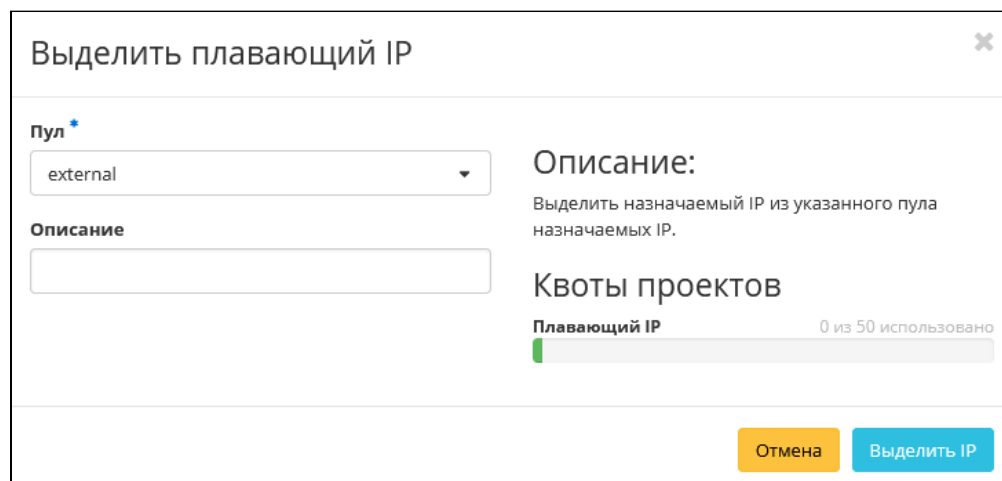 Выделить плавающий IP
Пул *
external
Описание
Описание:
Выделить назначаемый IP из указанного пула
назначаемых IP.
Квоты проектов
Плавающий IP 0 из 50 использовано
Отмена Выделить IP